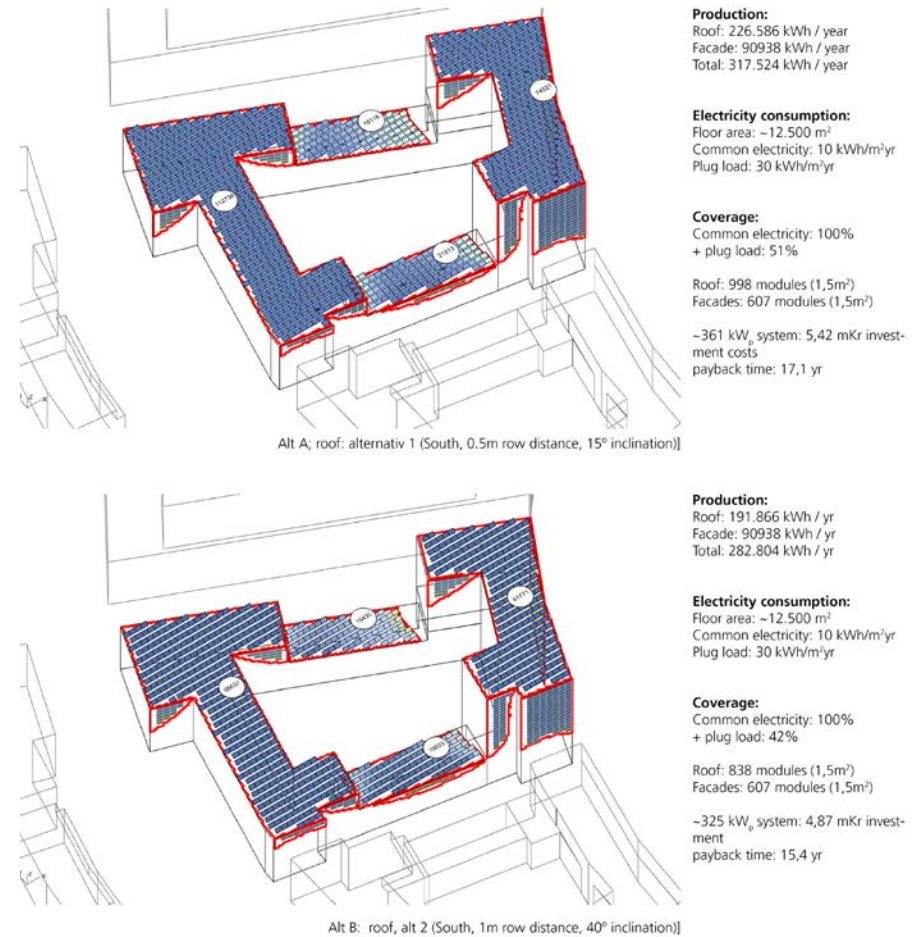 Production:
Roof: 226.586 kWh / year
Facade: 90938 kWh / year
Total: 317.524 kWh / year
Electricity consumption:
Floor area: ~12.500 m²
Common electricity: 10 kWh/m²yr
Plug load: 30 kWh/m²yr
Coverage:
Common electricity: 100%
+ plug load: 51%
Roof: 998 modules (1,5m²)
Facades: 607 modules (1,5m²)
~361 kWp system: 5,42 mKr invest-
ment costs
payback time: 17,1 yr
112736
21213
Alt A; roof: alternativ 1 (South, 0.5m row distance, 15º inclination)]
Production:
Roof: 191.866 kWh / yr
Facade: 90938 kWh / yr
Total: 282.804 kWh / yr
Electricity consumption:
Floor area: ~12.500 m²
Common electricity: 10 kWh/m²yr
Plug load: 30 kWh/m²yr
Coverage:
Common electricity: 100%
+ plug load: 42%
Roof: 838 modules (1,5m²)
Facades: 607 modules (1,5m²)
~325 kWp system: 4,87 mKr invest-
ment
payback time: 15,4 yr
Alt B: roof, alt 2 (South, 1m row distance, 40º inclination)]